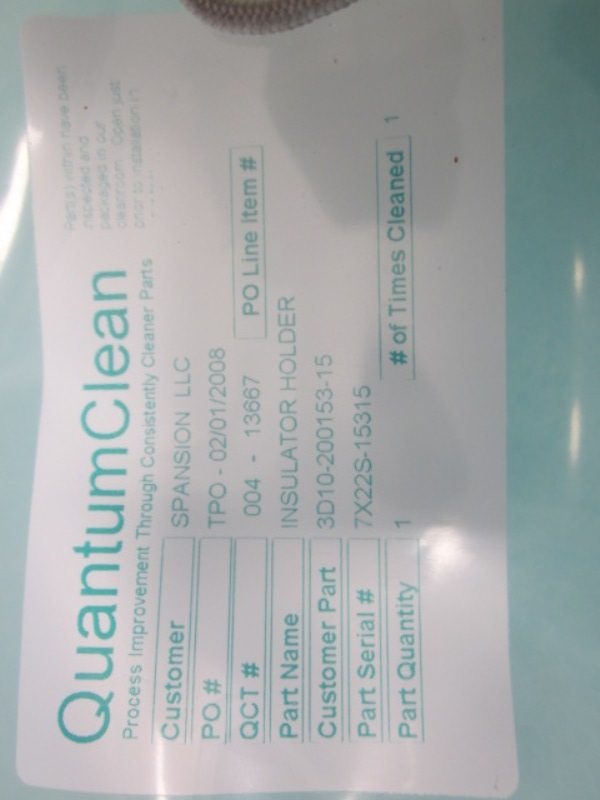 QuantumClean
Process Improvement Through Consistently Cleaner Parts
Part(s) within have been
inspected and
packaged in our
cleanroom. Open just
prior to installation in
Customer SPANSION LLC
PO # TPO - 02/01/2008
QCT # 004 - 13667 PO Line Item #
Part Name INSULATOR HOLDER
Customer Part 3D10-200153-15
Part Serial # 7X22S-15315
Part Quantity 1 # of Times Cleaned 1